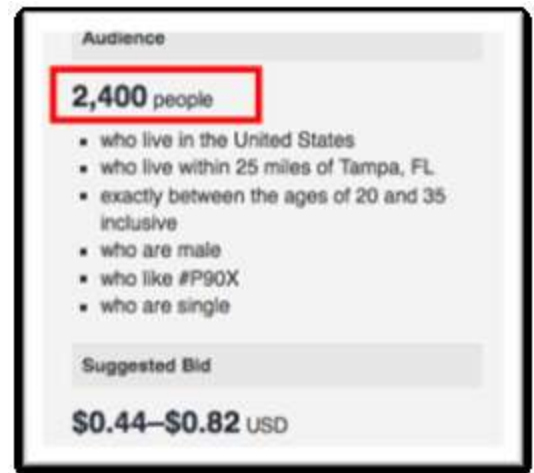 Audience
2,400 people
• who live in the United States
• who live within 25 miles of Tampa, FL
• exactly between the ages of 20 and 35
inclusive
• who are male
• who like #P90X
• who are single
Suggested Bid
$0.44–$0.82 USD